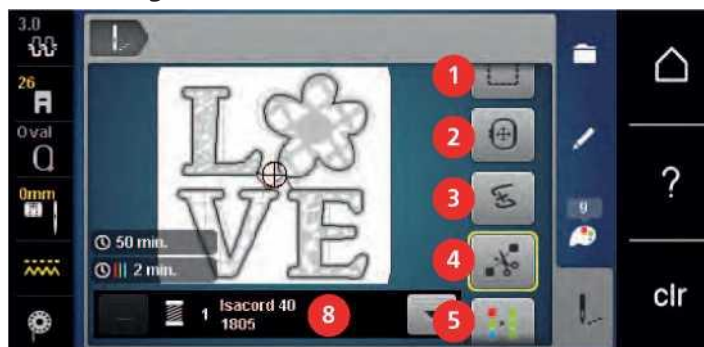 3.0
26
Oval
0mm
LOVE
50 min.
2 min.
1 Isacord 40
1805
8
1
2
3
4
5
9
?
clr